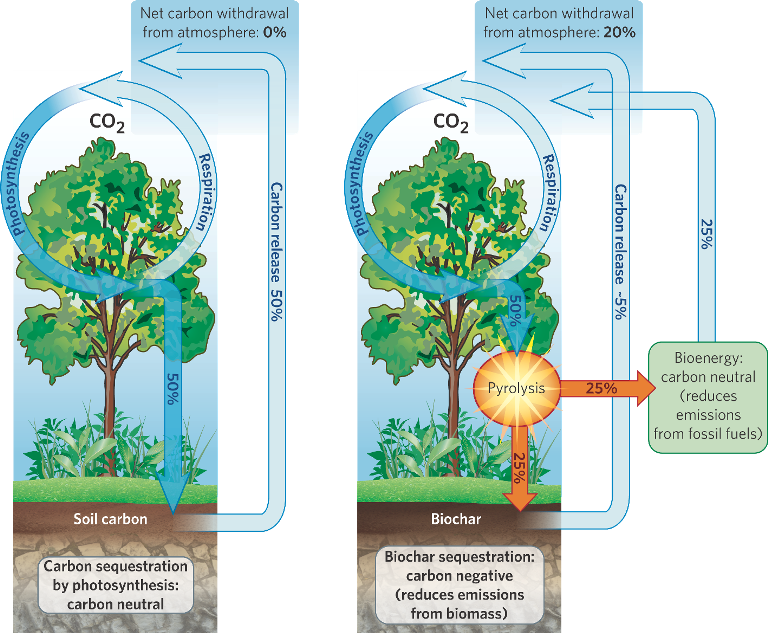 Net carbon withdrawal
from atmosphere: 0%
CO2
Photosynthesis
Respiration
Carbon release 50%
50%
Soil carbon
Carbon sequestration
by photosynthesis:
carbon neutral
Net carbon withdrawal
from atmosphere: 20%
CO2
Photosynthesis
Respiration
Carbon release ~5%
25%
50%
Pyrolysis
25%
Bioenergy:
carbon neutral
(reduces
emissions
from fossil fuels)
25%
Biochar
Biochar sequestration:
carbon negative
(reduces emissions
from biomass)